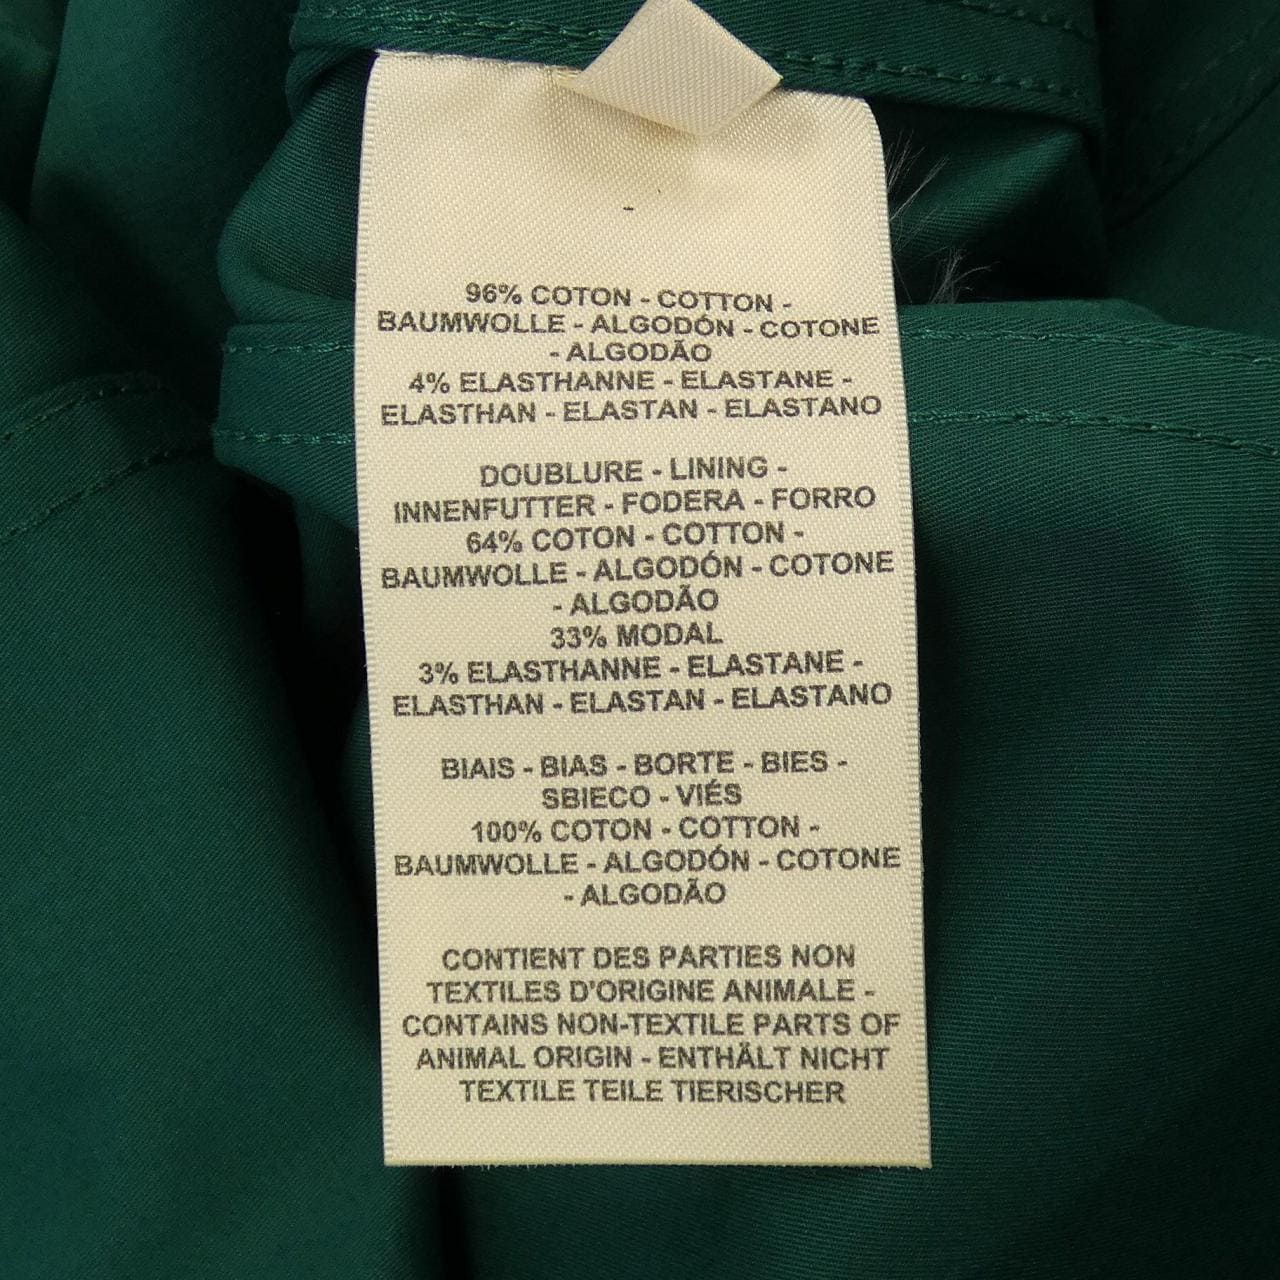 96% COTON - COTTON -
BAUMWOLLE - ALGODÓN - COTONE
- ALGODÃO
4% ELASTHANNE - ELASTANE -
ELASTHAN - ELASTAN - ELASTANO
DOUBLURE - LINING -
INNENFUTTER - FODERA - FORRO
64% COTON - COTTON -
BAUMWOLLE - ALGODÓN - COTONE
- ALGODÃO
33% MODAL
3% ELASTHANNE - ELASTANE -
ELASTHAN - ELASTAN - ELASTANO
BIAIS - BIAS - BORTE - BIES -
SBIECO - VIÉS
100% COTON - COTTON -
BAUMWOLLE - ALGODÓN - COTONE
- ALGODÃO
CONTIENT DES PARTIES NON
TEXTILES D'ORIGINE ANIMALE -
CONTAINS NON-TEXTILE PARTS OF
ANIMAL ORIGIN - ENTHÄLT NICHT
TEXTILE TEILE TIERISCHER